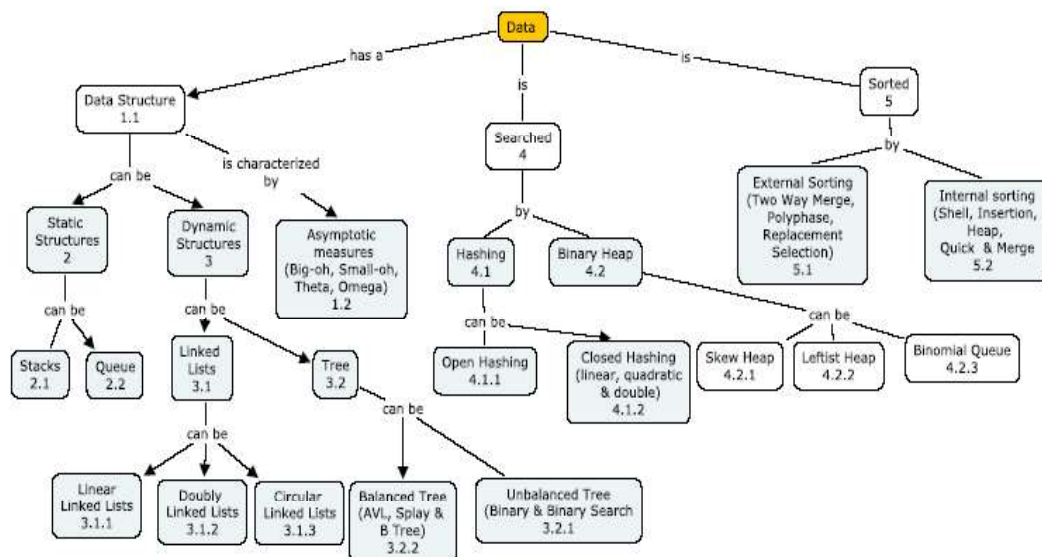 Data
has a
is
is
Data Structure
1.1
Sorted
5
Searched
4
is characterized
by
can be
by
by
Static
Structures
2
Dynamic
Structures
3
Asymptotic
measures
(Big-oh, Small-oh,
Theta, Omega)
1.2
Hashing
4.1
Binary Heap
4.2
External Sorting
(Two Way Merge,
Polyphase,
Replacement
Selection)
5.1
Internal sorting
(Shell, Insertion,
Heap,
Quick & Merge
5.2
can be
can be
can be
can be
Stacks
2.1
Queue
2.2
Linked
Lists
3.1
Tree
3.2
Open Hashing
4.1.1
Closed Hashing
(linear, quadratic
& double)
4.1.2
Skew Heap
4.2.1
Leftist Heap
4.2.2
Binomial Queue
4.2.3
can be
can be
Linear
Linked Lists
3.1.1
Doubly
Linked Lists
3.1.2
Circular
Linked Lists
3.1.3
Balanced Tree
(AVL, Splay &
B Tree)
3.2.2
Unbalanced Tree
(Binary & Binary Search
3.2.1